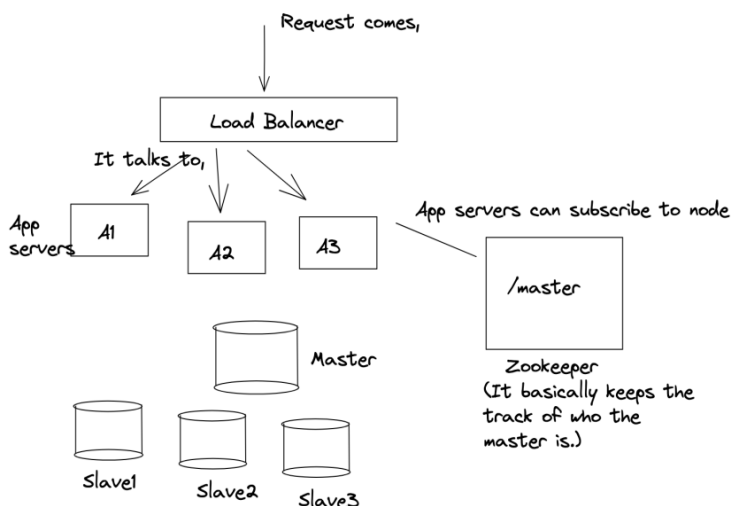 Request comes,
Load Balancer
It talks to,
App servers can subscribe to node
App
servers
A1
A2
A3
/master
Master
Zookeeper
(It basically keeps the
track of who the
master is.)
Slave1
Slave2
Slave3